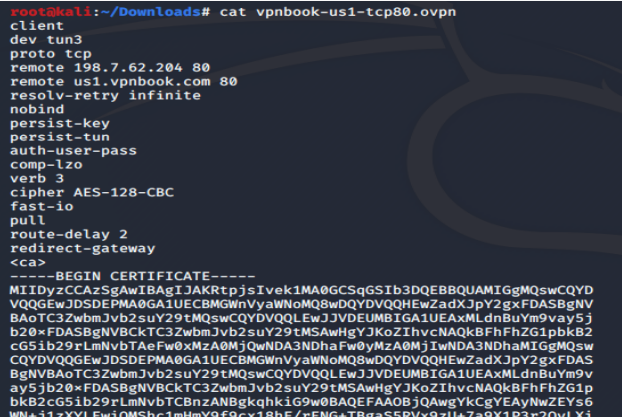 root@kali:~/Downloads# cat vpnbook-us1-tcp80.ovpn
client
dev tun3
proto tcp
remote 198.7.62.204 80
remote us1.vpnbook.com 80
resolv-retry infinite
nobind
persist-key
persist-tun
auth-user-pass
comp-lzo
verb 3
cipher AES-128-CBC
fast-io
pull
route-delay 2
redirect-gateway
<ca>
-----BEGIN CERTIFICATE-----
MIIDyzCCAzSgAwIBAgIJAKRtpjsIvek1MA0GCSqGSIb3DQEBBQUAMIGgMQswCQYD
VQQGEwJDSDEPMA0GA1UECBMGWnVyaWNoMQ8wDQYDVQQHEwZadXJpY2gxFDASBgNV
BAoTC3ZwbmJvb2suY29tMQswCQYDVQQLEwJJVDEUMBIGA1UEAxMLdnBuYm9vay5j
b20xFDASBgNVBCkTC3ZwbmJvb2suY29tMSAwHgYJKoZIhvcNAQkBFhFhZG1pbkB2
cG5ib29rLmNvbTAeFw0xMzA0MjQwNDA3NDhaFw0yMzA0MjIwNDA3NDhaMIGgMQsw
CQYDVQQGEwJDSDEPMA0GA1UECBMGWnVyaWNoMQ8wDQYDVQQHEwZadXJpY2gxFDAS
BgNVBAoTC3ZwbmJvb2suY29tMQswCQYDVQQLEwJJVDEUMBIGA1UEAxMLdnBuYm9v
ay5jb20xFDASBgNVBCkTC3ZwbmJvb2suY29tMSAwHgYJKoZIhvcNAQkBFhFhZG1p
bkB2cG5ib29rLmNvbTCBnzANBgkqhkiG9w0BAQEFAAOBjQAwgYkCgYEAyNwZEYs6